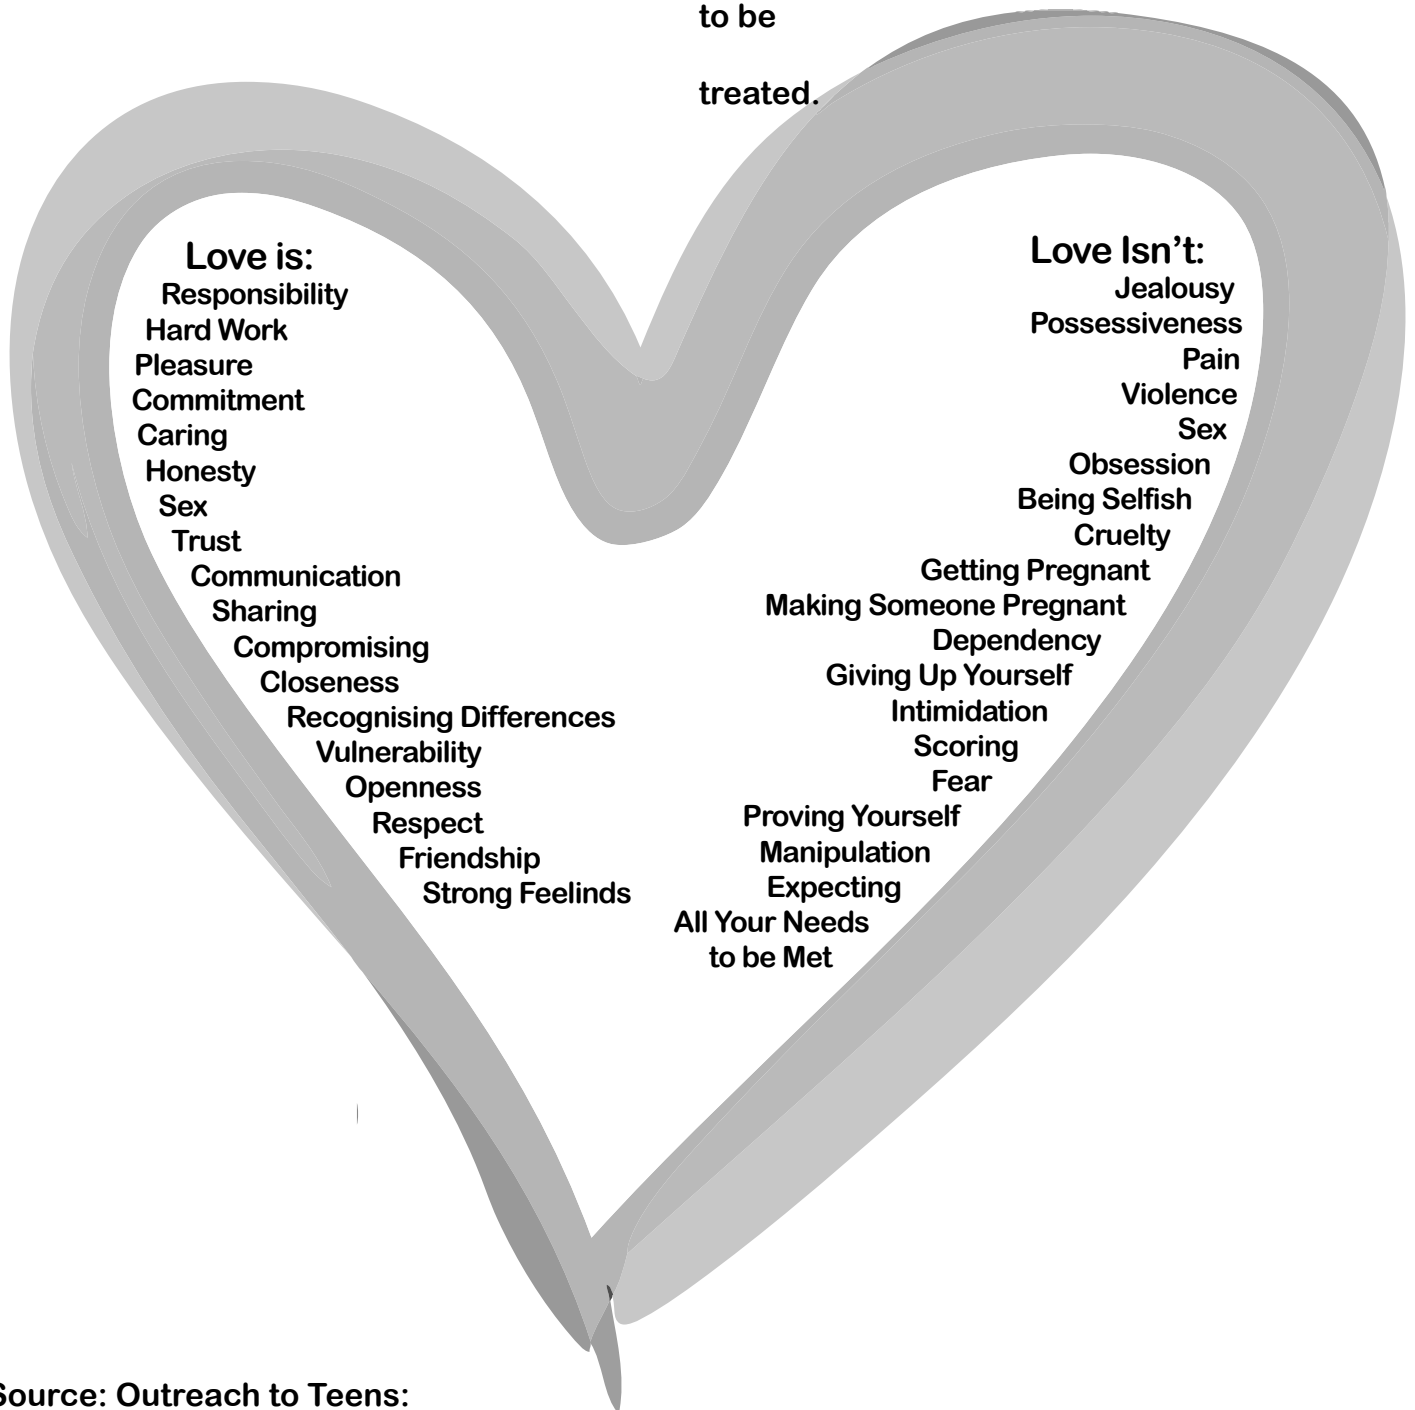 to be
treated.
Love is:
Responsibility
Hard Work
Pleasure
Commitment
Caring
Honesty
Sex
Trust
Communication
Sharing
Compromising
Closeness
Recognising Differences
Vulnerability
Openness
Respect
Friendship
Strong Feelinds
Love Isn’t:
Jealousy
Possessiveness
Pain
Violence
Sex
Obsession
Being Selfish
Cruelty
Getting Pregnant
Making Someone Pregnant
Dependency
Giving Up Yourself
Intimidation
Scoring
Fear
Proving Yourself
Manipulation
Expecting
All Your Needs
to be Met
Source: Outreach to Teens: